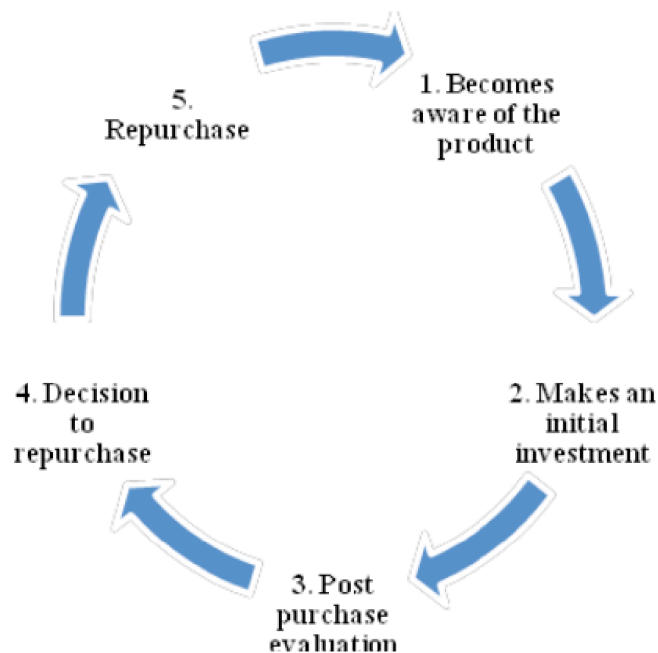 1. Becomes
aware of the
product
2. Makes an
initial
investment
3. Post
purchase
evaluation
4. Decision
to
repurchase
5.
Repurchase